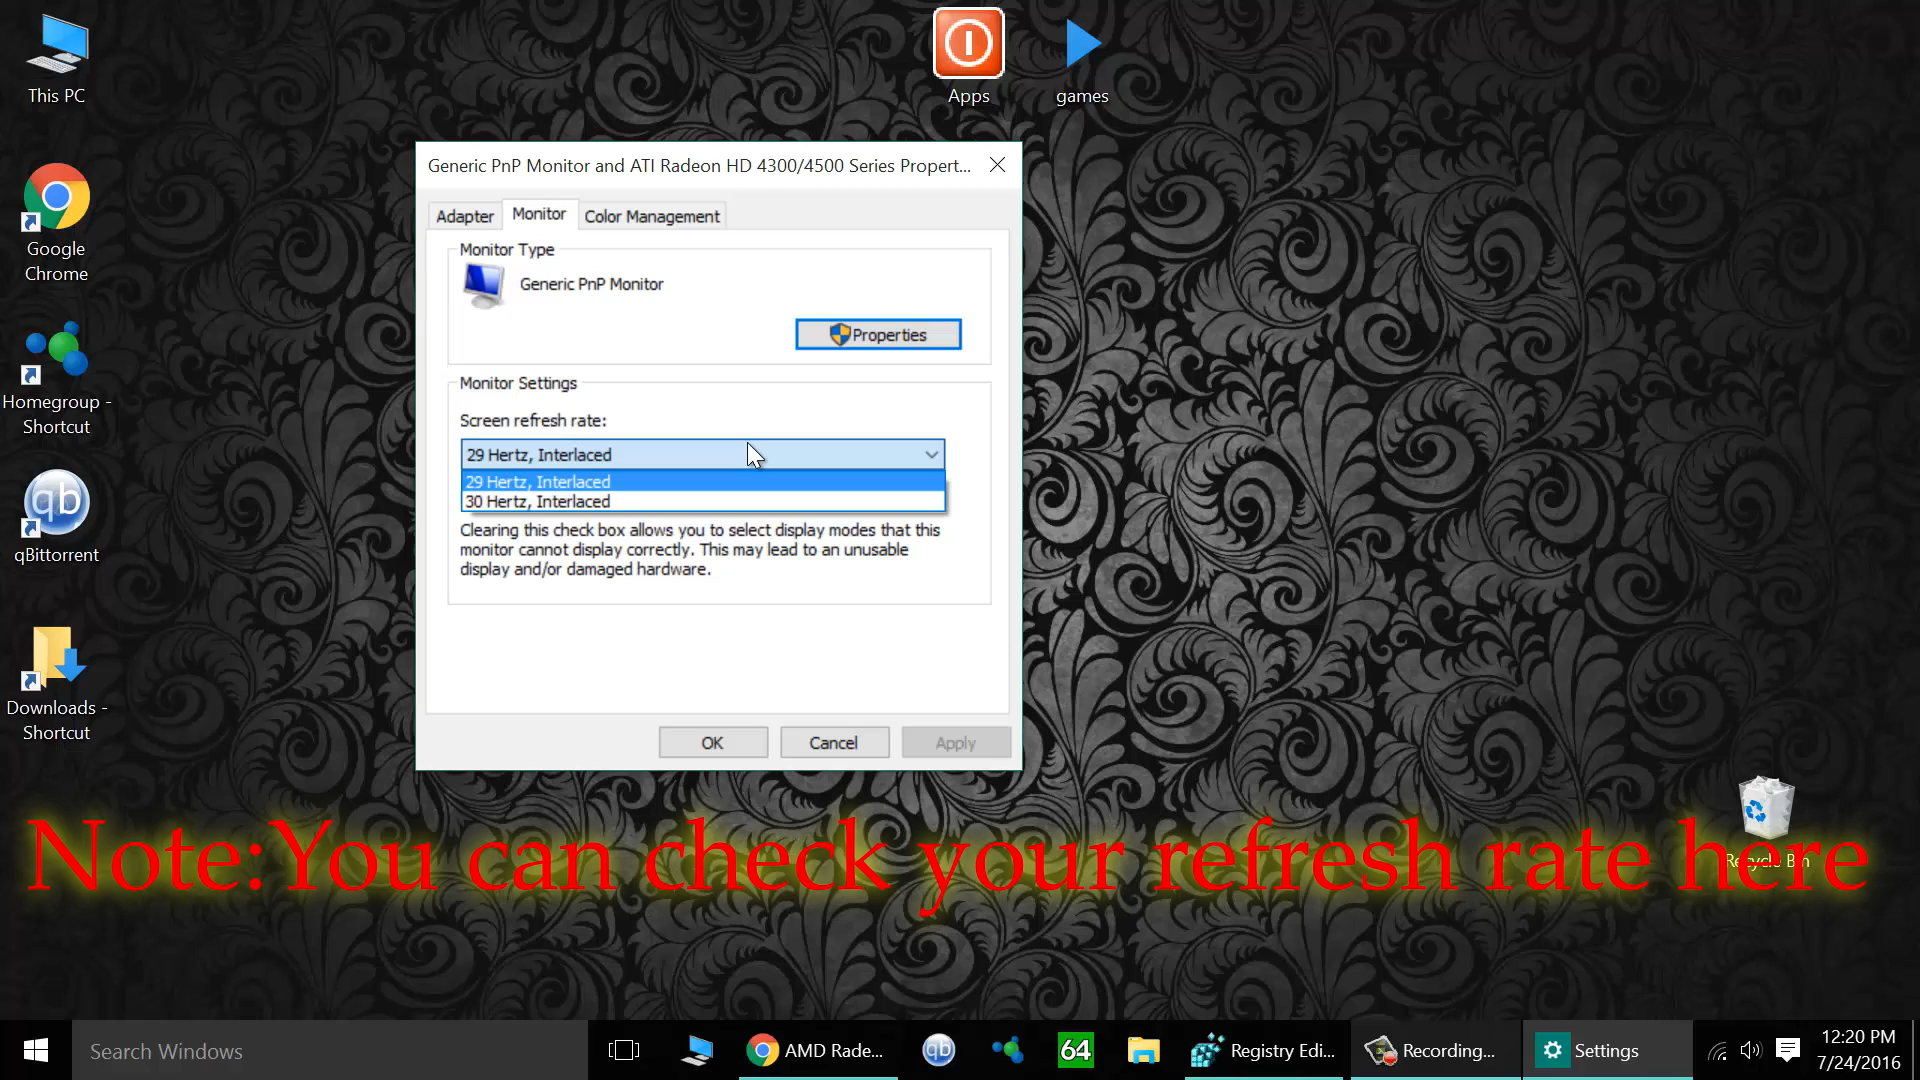 This PC
Apps
games
Google
Chrome
Homegroup -
Shortcut
qb
qBittorrent
Downloads -
Shortcut
Generic PnP Monitor and ATI Radeon HD 4300/4500 Series Propert...
Adapter
Monitor
Color Management
Monitor Type
Generic PnP Monitor
Properties
Monitor Settings
Screen refresh rate:
29 Hertz, Interlaced
29 Hertz, Interlaced
30 Hertz, Interlaced
Clearing this check box allows you to select display modes that this
monitor cannot display correctly. This may lead to an unusable
display and/or damaged hardware.
OK
Cancel
Apply
Recycle Bin
Note:You can check your refresh rate here
Search Windows
AMD Rade...
qb
64
Registry Edi...
Recording...
Settings
12:20 PM
7/24/2016